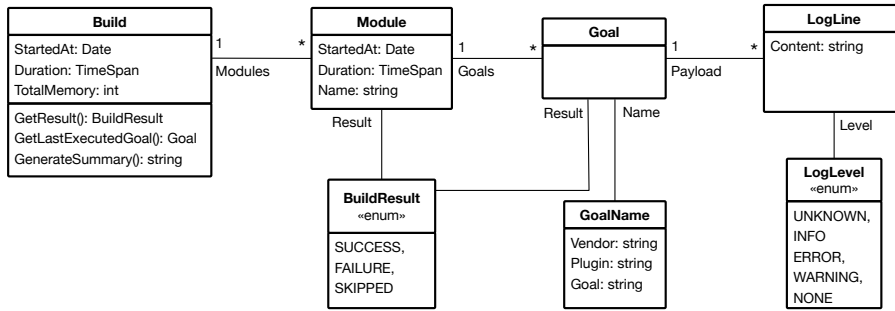 Build
StartedAt: Date
Duration: TimeSpan
TotalMemory: int
GetResult(): BuildResult
GetLastExecutedGoal(): Goal
GenerateSummary(): string
1
*
Modules
Module
StartedAt: Date
Duration: TimeSpan
Name: string
1
*
Goals
Goal
1
*
Payload
LogLine
Content: string
Result
Result
Name
Level
BuildResult
«enum»
SUCCESS,
FAILURE,
SKIPPED
GoalName
Vendor: string
Plugin: string
Goal: string
LogLevel
«enum»
UNKNOWN,
INFO
ERROR,
WARNING,
NONE